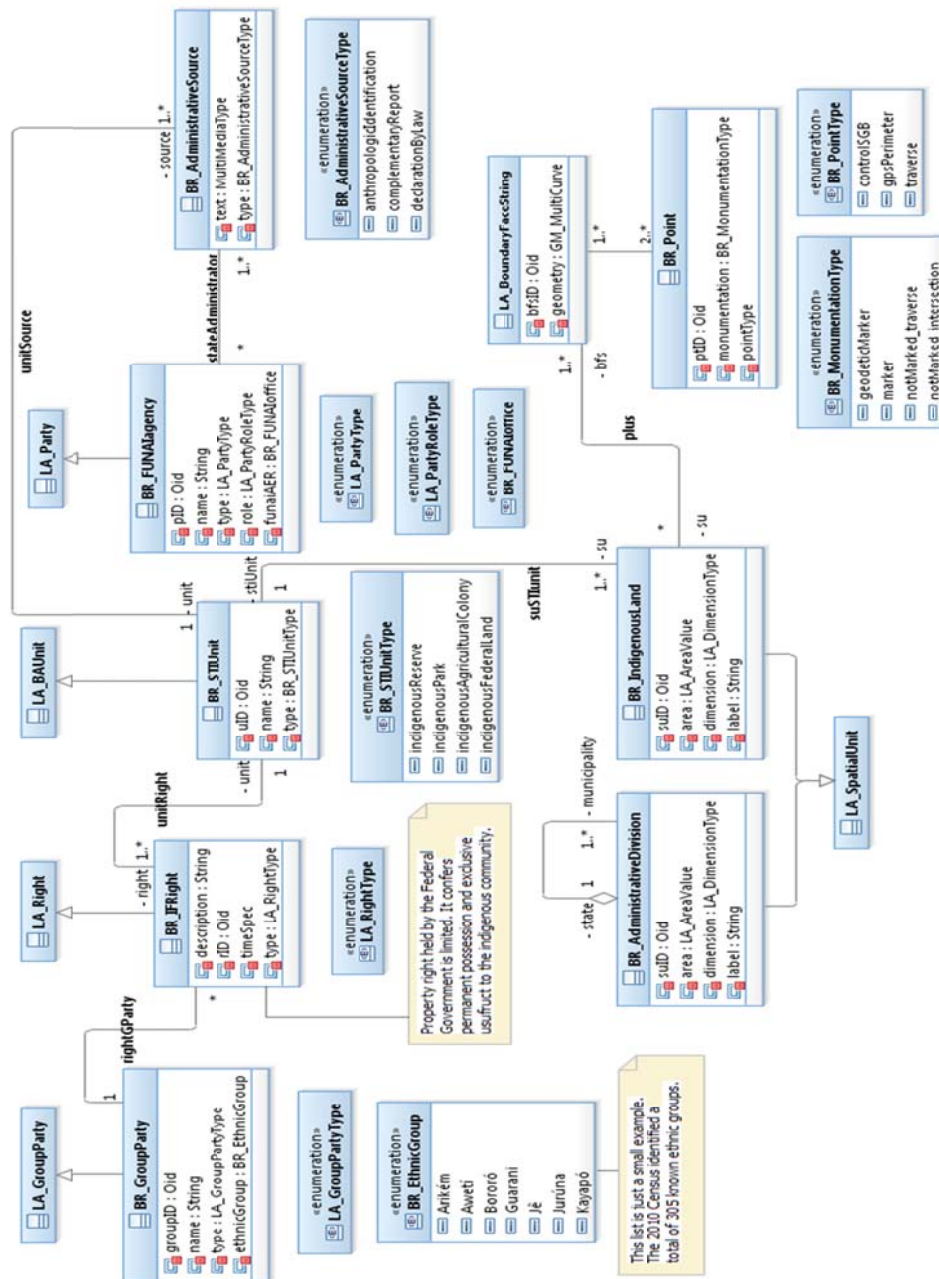 LA_GroupParty
BR_GroupParty
groupID : Oid
name : String
type : LA_GroupPartyType
ethnicGroup : BR_EthnicGroup
1
rightGParty
*
«enumeration»
LA_GroupPartyType
«enumeration»
BR_EthnicGroup
Arikém
Awetí
Bororó
Guarani
Jê
Jurúna
Kayapó
This list is just a small example.
The 2010 Census identified a
total of 305 known ethnic groups.
LA_Right
BR_IFRight
description : String
rID : Oid
timeSpec
type : LA_RightType
- right
1..*
unitRight
- unit
1
«enumeration»
LA_RightType
Property right held by the Federal
Government is limited. It confers
permanent possession and exclusive
usufruct to the indigenous community.
LA_BAUnit
BR_STIUnit
uID : Oid
name : String
type : BR_STIUnitType
1
- unit
- stiUnit
1
«enumeration»
BR_STIUnitType
indigenousReserve
indigenousPark
indigenousAgriculturalColony
indigenousFederalLand
suSTIunit
1..*
- su
LA_Party
BR_FUNAIagency
pID : Oid
name : String
type : LA_PartyType
role : LA_PartyRoleType
funaiAER : BR_FUNAIoffice
«enumeration»
LA_PartyType
«enumeration»
LA_PartyRoleType
«enumeration»
BR_FUNAIoffice
unitSource
stateAdministrator
*
1..*
- source
1..*
BR_AdministrativeSource
text : MultiMediaType
type : BR_AdministrativeSourceType
«enumeration»
BR_AdministrativeSourceType
anthropologicIdentification
complementaryReport
declarationByLaw
BR_AdministrativeDivision
suID : Oid
area : LA_AreaValue
dimension : LA_DimensionType
label : String
- state
1
1..*
- municipality
BR_IndigenousLand
suID : Oid
area : LA_AreaValue
dimension : LA_DimensionType
label : String
LA_SpatialUnit
*
- su
plus
1..*
- bfs
LA_BoundaryFaceString
bfsID : Oid
geometry : GM_MultiCurve
1..*
2..*
BR_Point
ptID : Oid
monumentation : BR_MonumentationType
pointType
«enumeration»
BR_MonumentationType
geodeticMarker
marker
notMarked_traverse
notMarked_intersection
«enumeration»
BR_PointType
controlSGB
gpsPerimeter
traverse